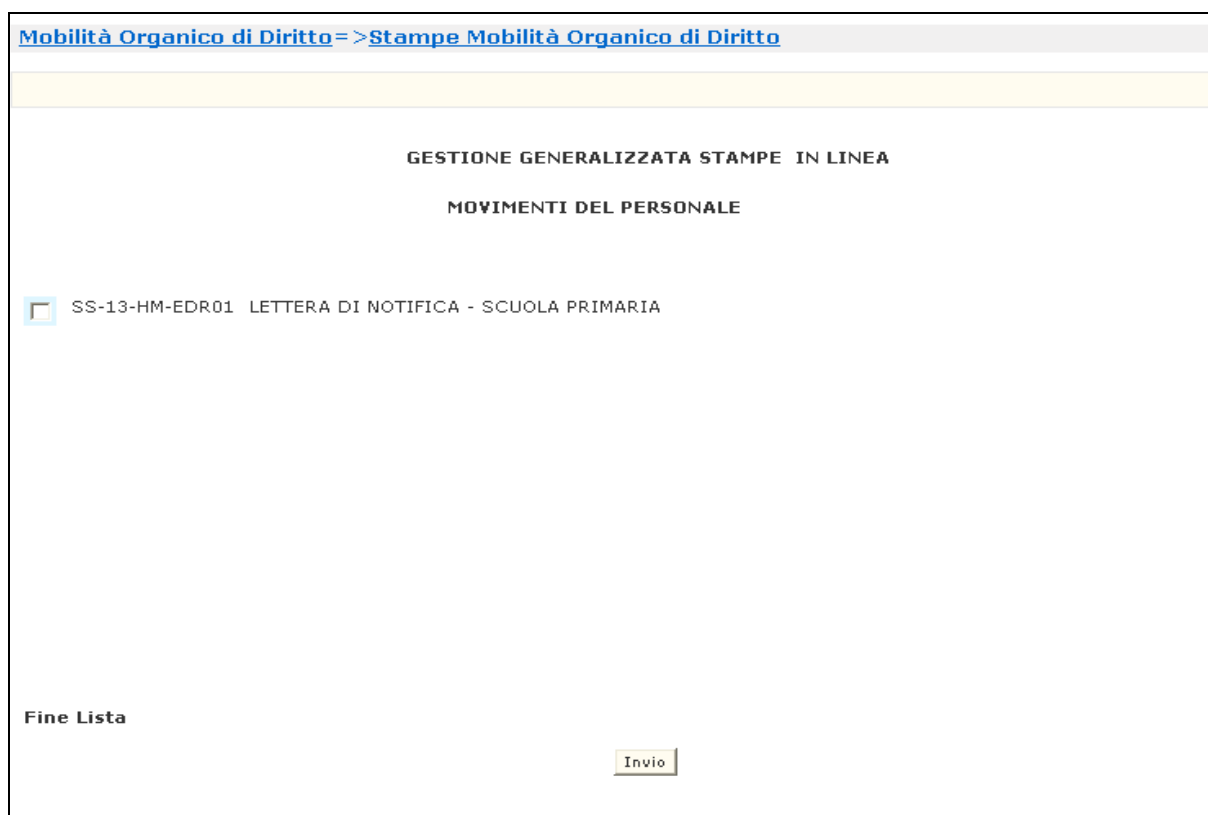 Mobilità Organico di Diritto=>Stampe Mobilità Organico di Diritto
GESTIONE GENERALIZZATA STAMPE IN LINEA
MOVIMENTI DEL PERSONALE
SS-13-HM-EDR01 LETTERA DI NOTIFICA - SCUOLA PRIMARIA
Fine Lista
Invio